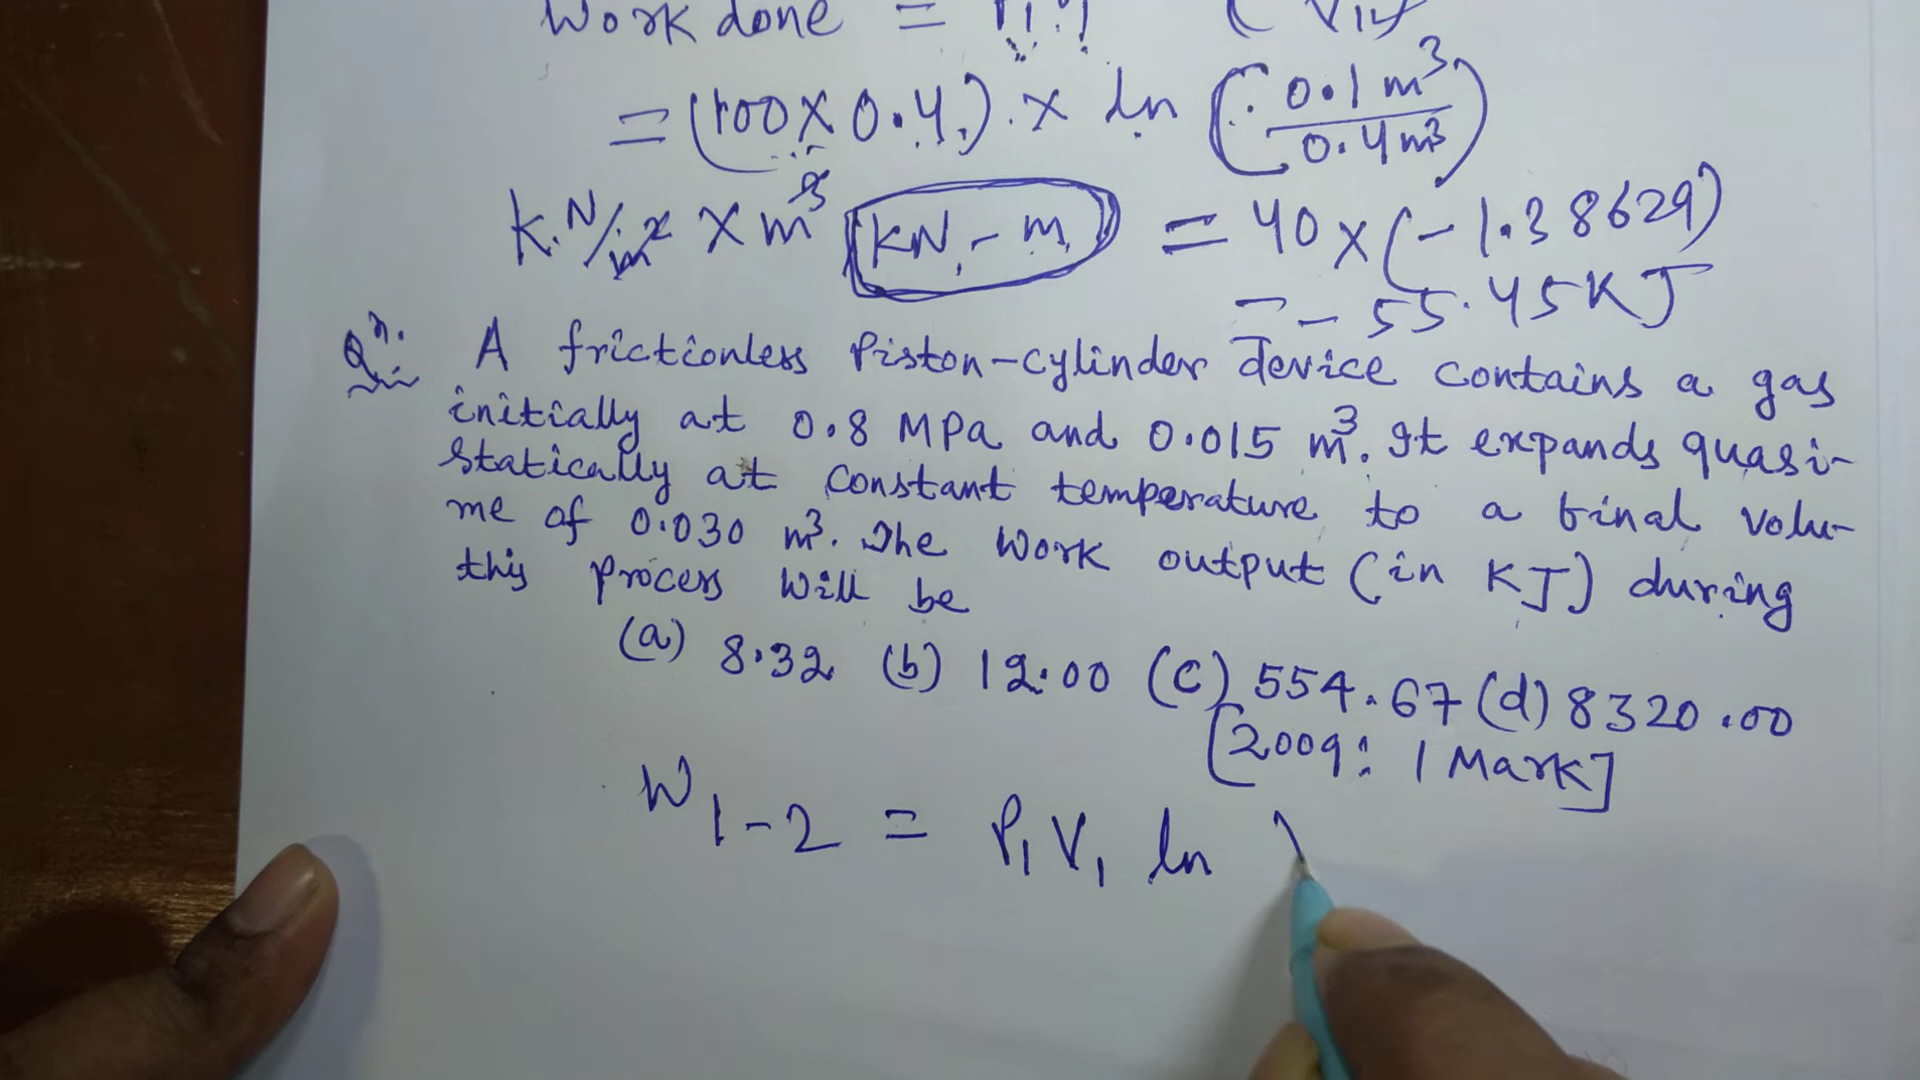 Work done =
= (100 X 0.4.) . x ln ( 0.1 m³ / 0.4 m³ )
k.N/m² X m³ kN - m = 40 x (-1.38629)
= - 55.45 KJ
Qn. A frictionless Piston-cylinder Device contains a gas
initially at 0.8 MPa and 0.015 m³. It expands quasi-
statically at constant temperature to a final volu-
me of 0.030 m³. The Work output (in KJ) during
this process will be
(a) 8.32 (b) 12.00 (c) 554.67 (d) 8320.00
[2009: 1 Mark]
W 1-2 = P₁V₁ ln